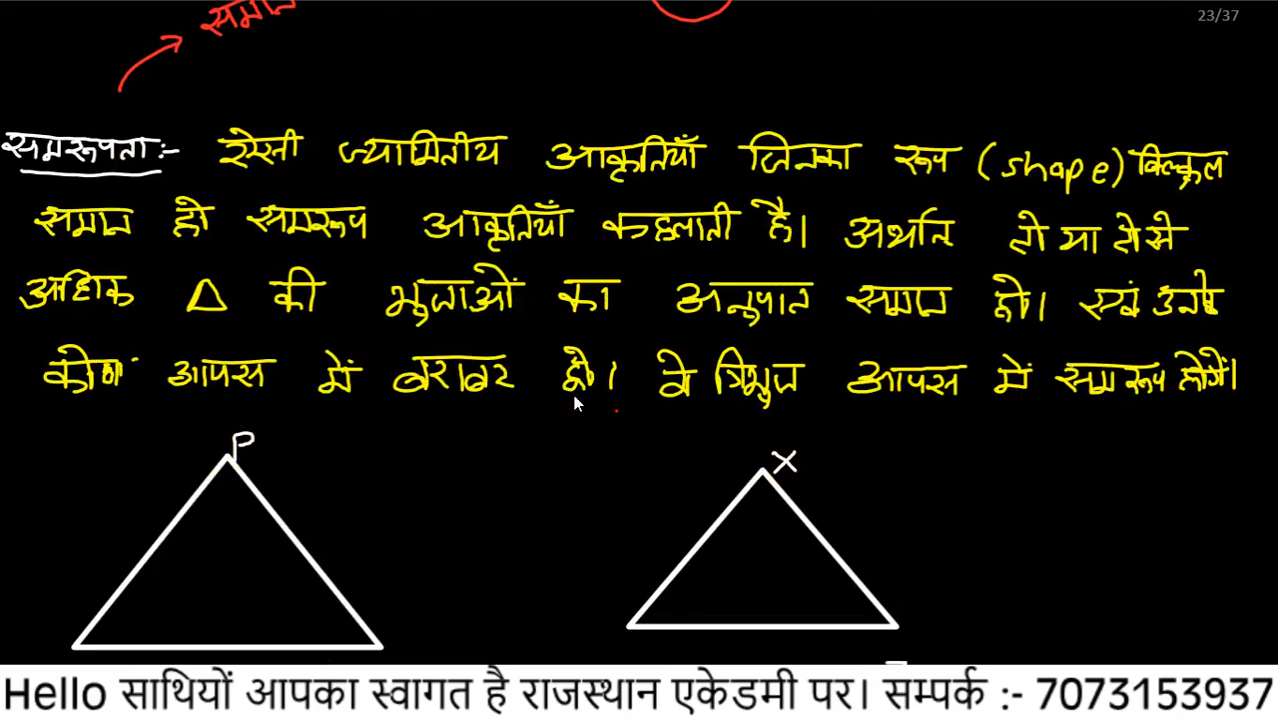 समान
23/37
समरूपता :- ऐसी ज्यामितीय आकृतियाँ जिनका रूप (shape) बिल्कुल
समान हो समरूप आकृतियाँ कहलाती है। अर्थात दो या दो से
अधिक Δ की भुजाओं का अनुपात समान हो। एवं उनके
कोण आपस में बराबर हो। वे त्रिभुज आपस में समरूप होगें।
P
X
Hello साथियों आपका स्वागत है राजस्थान एकेडमी पर। सम्पर्क :- 7073153937